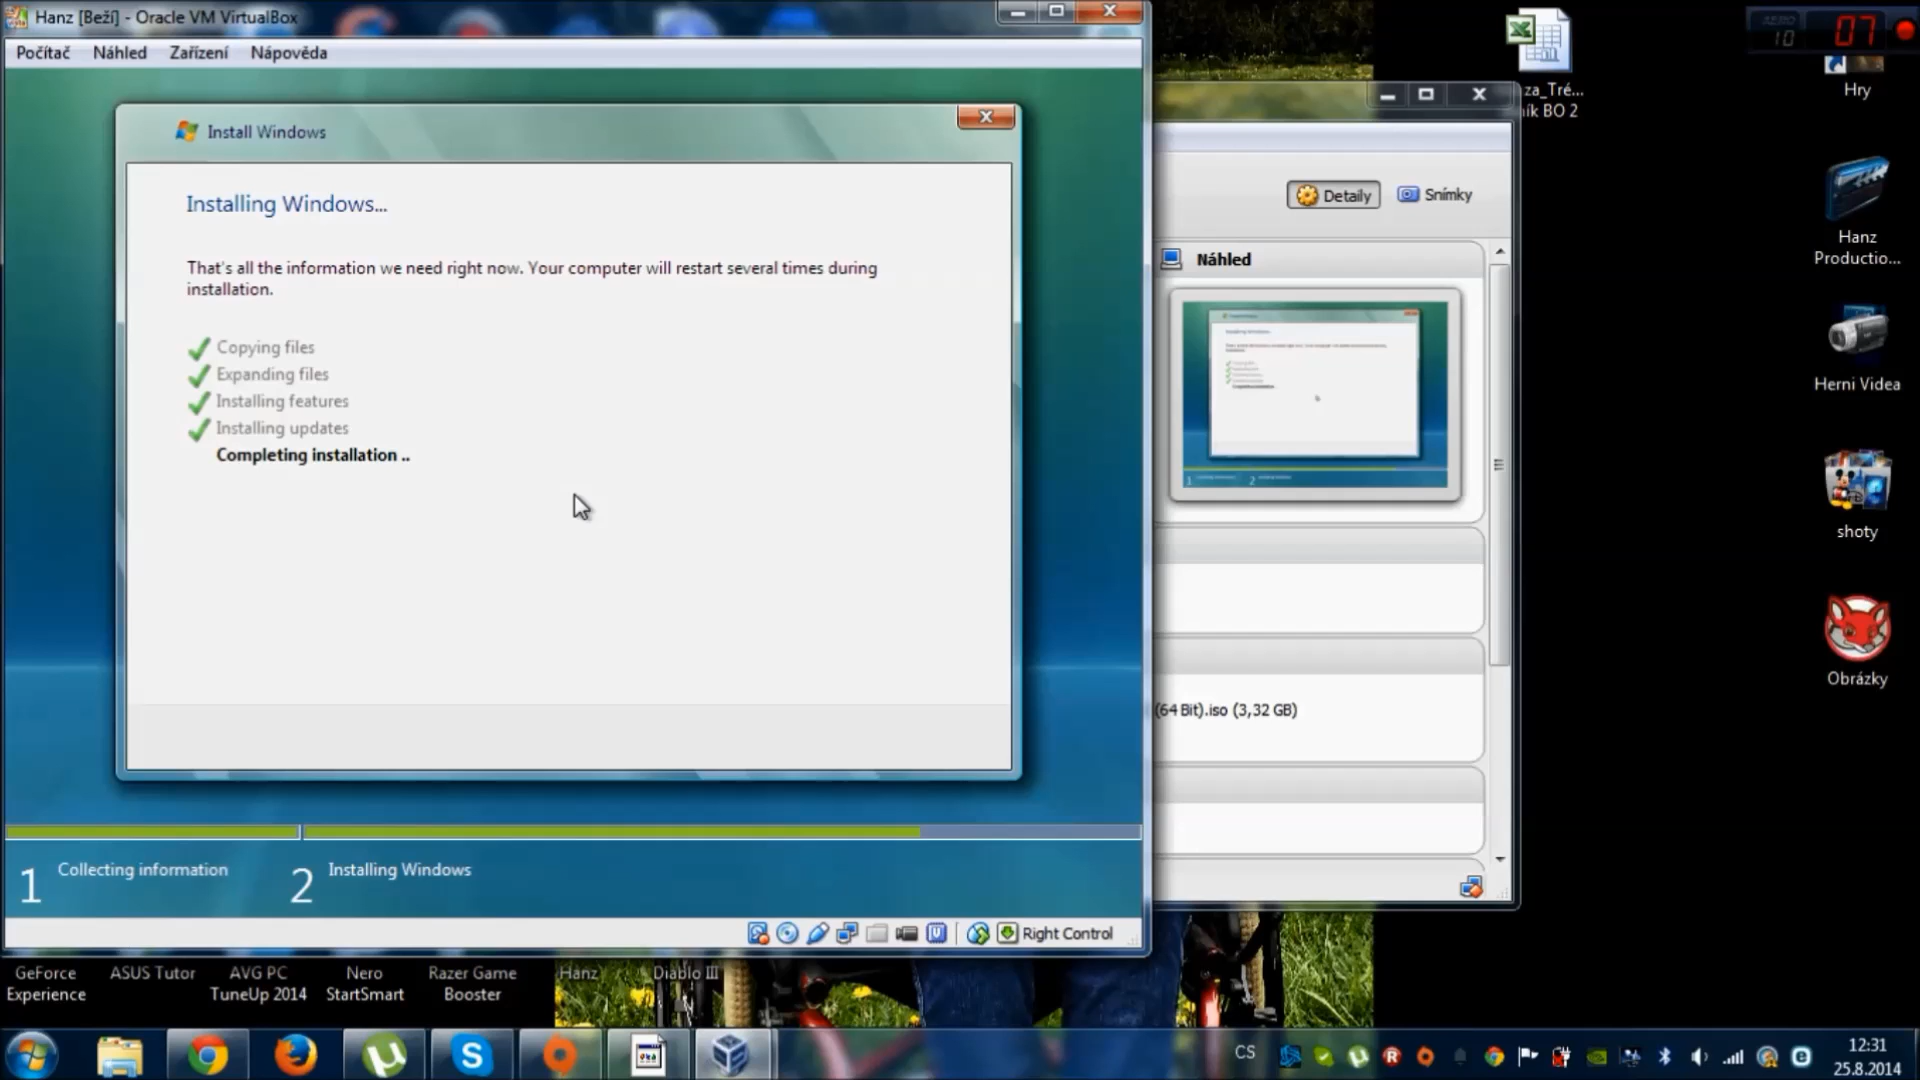 Hanz [Beží] - Oracle VM VirtualBox
Počítač Náhled Zařízení Nápověda
Install Windows
Installing Windows...
That's all the information we need right now. Your computer will restart several times during
installation.
Copying files
Expanding files
Installing features
Installing updates
Completing installation ..
1 Collecting information
2 Installing Windows
Right Control
Detaily
Snímky
Náhled
(64 Bit).iso (3,32 GB)
za_Tré...
ík BO 2
10
07
Hry
Hanz
Productio...
Herni Videa
shoty
Obrázky
GeForce
Experience
ASUS Tutor
AVG PC
TuneUp 2014
Nero
StartSmart
Razer Game
Booster
Hanz
Diablo III
CS
12:31
25.8.2014